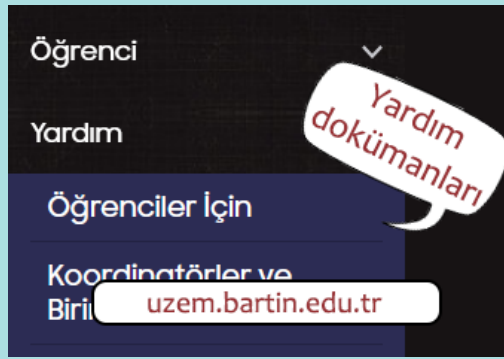 Öğrenci
Yardım
Yardım
dokümanları
Öğrenciler İçin
Koordinatörler ve
uzem.bartin.edu.tr